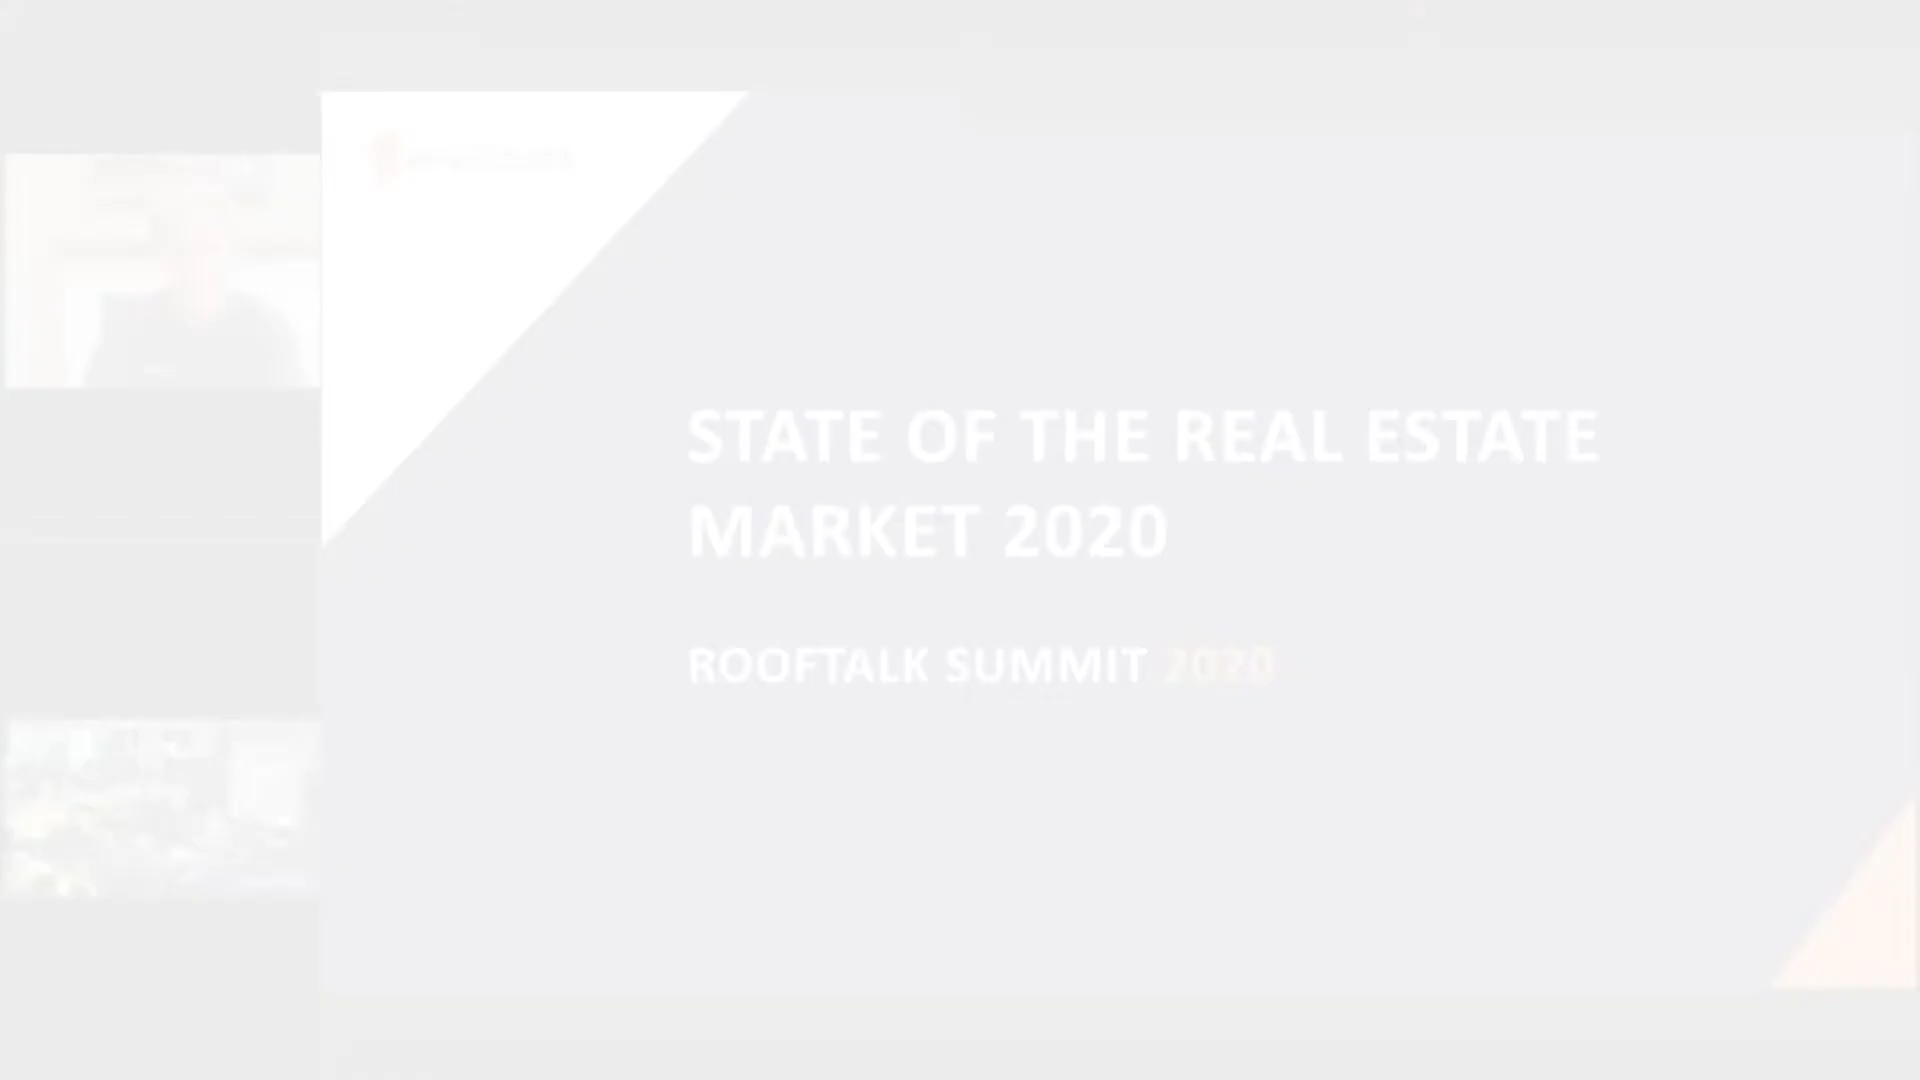 STATE OF THE REAL ESTATE
MARKET 2020
ROOFTALK SUMMIT 2020